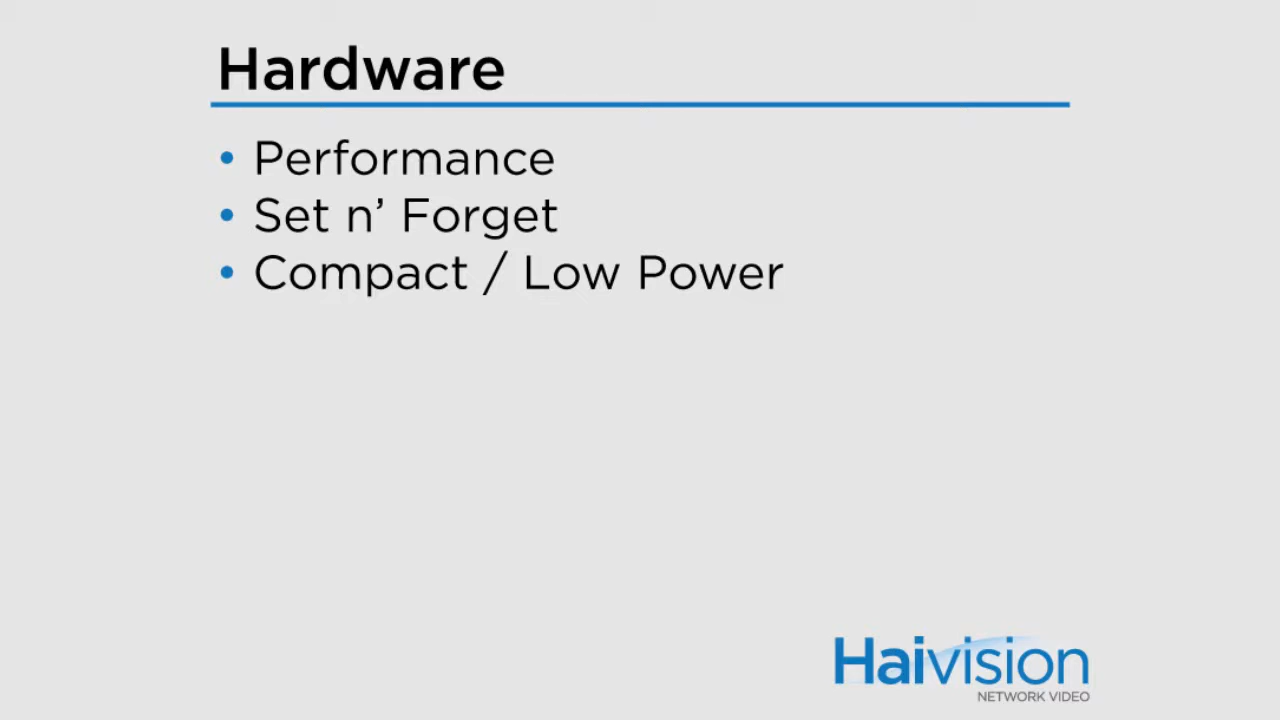 Hardware
• Performance
• Set n’ Forget
• Compact / Low Power
Haivision
NETWORK VIDEO